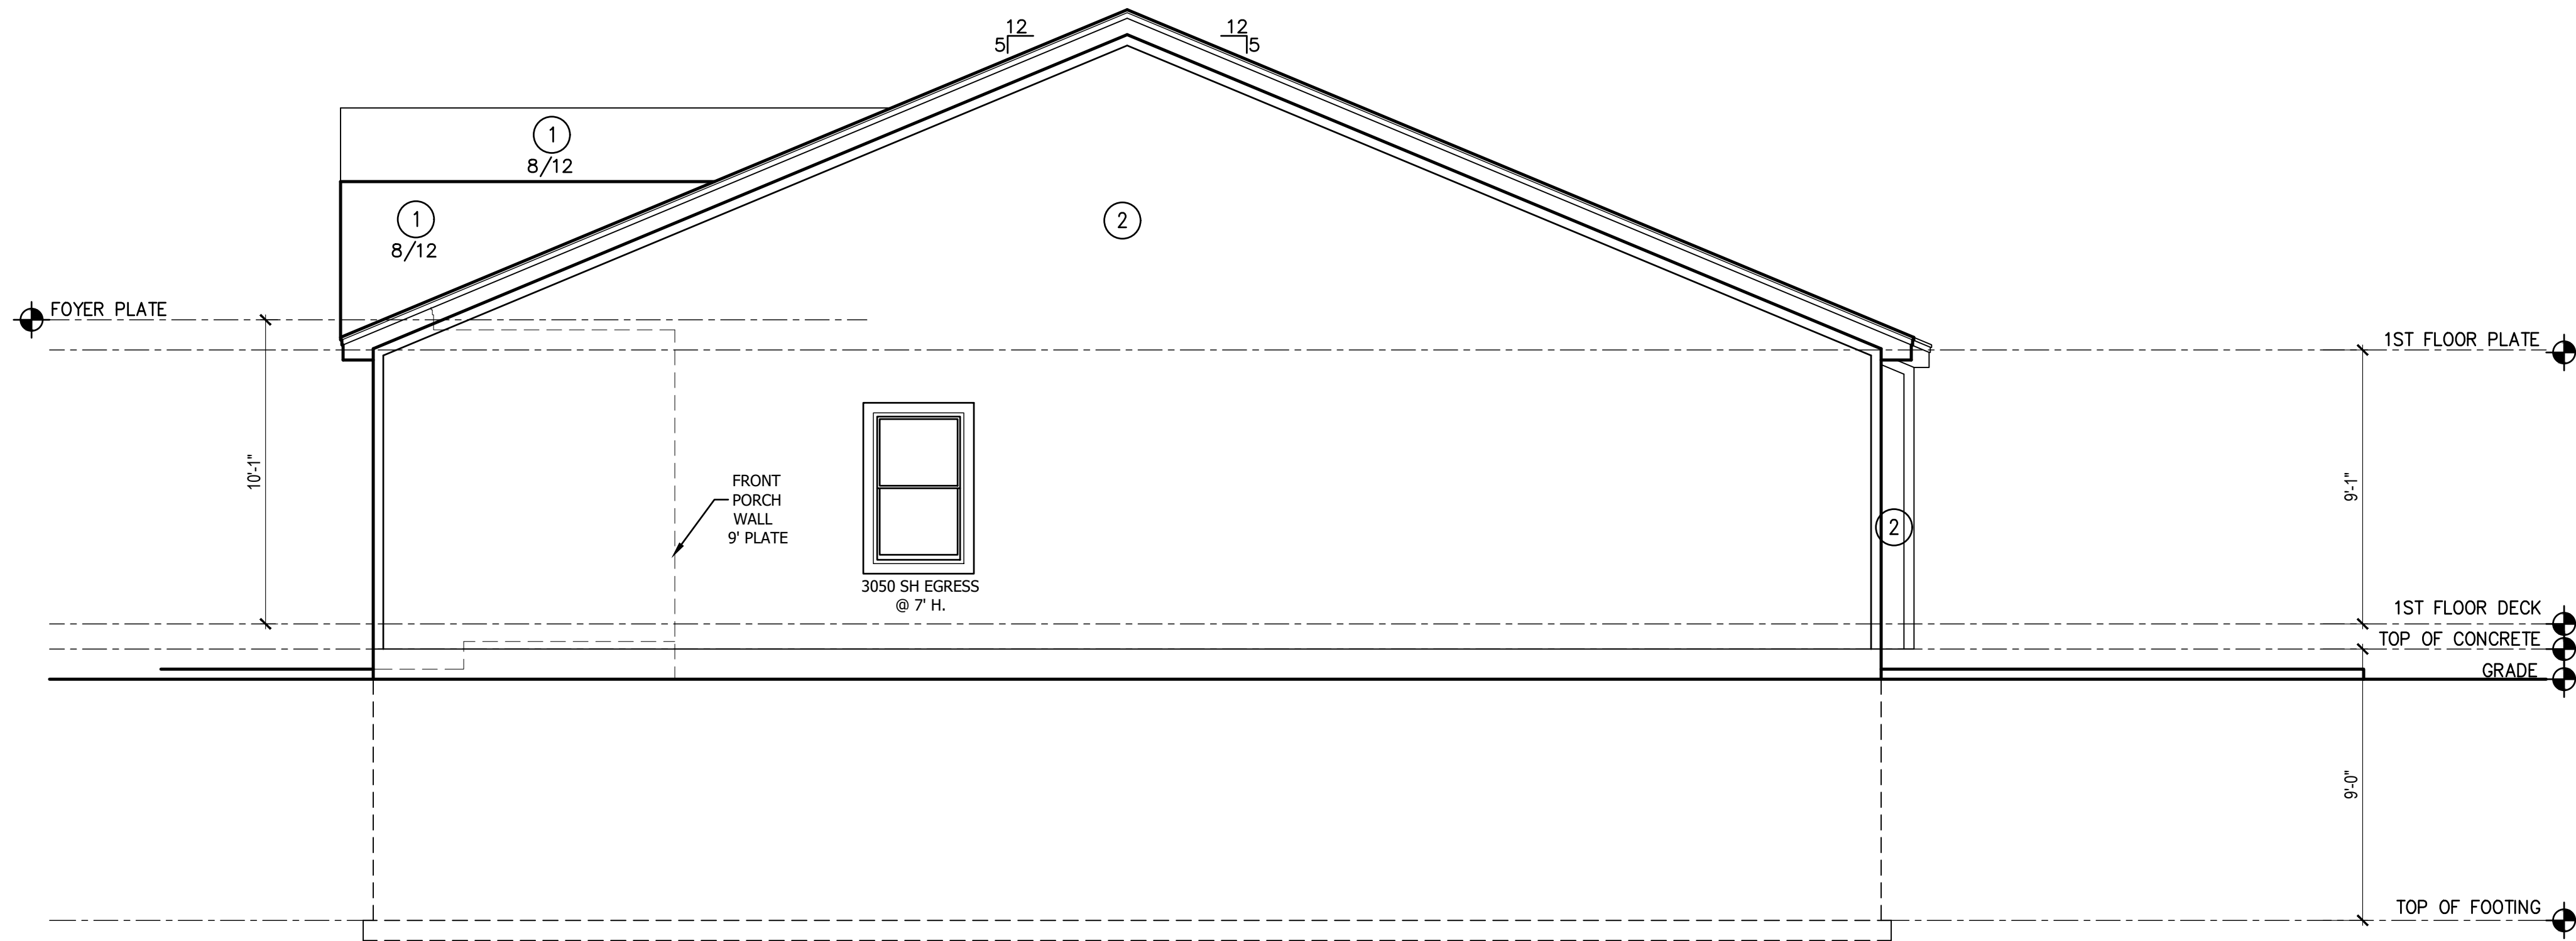 12
5
12
5
1
8/12
1
8/12
2
FOYER PLATE
1ST FLOOR PLATE
10'-1"
9'-1"
FRONT
PORCH
WALL
9' PLATE
2
3050 SH EGRESS
@ 7' H.
1ST FLOOR DECK
TOP OF CONCRETE
GRADE
9'-0"
TOP OF FOOTING